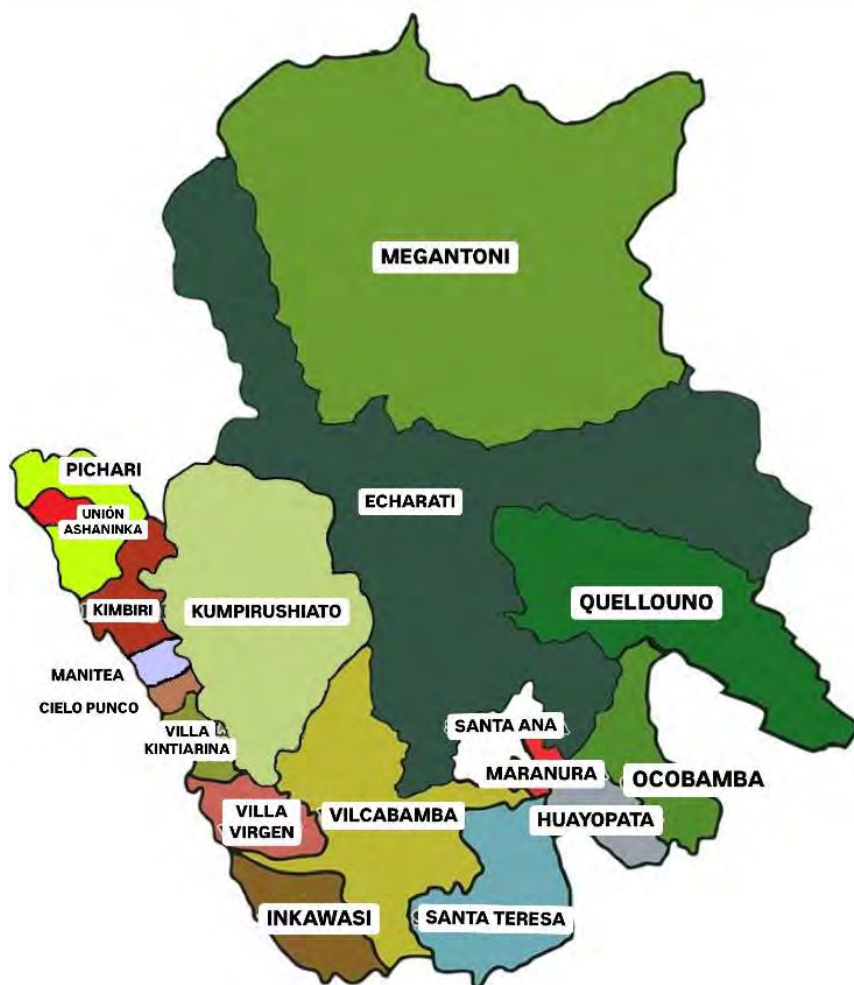 MEGANTONI
PICHARI
ECHARATI
UNIÓN
ASHANINKA
KIMBIRI
KUMPIRUSHIATO
QUELLOUNO
MANITEA
CIELO PUNCO
VILLA
KINTIARINA
SANTA ANA
MARANURA
OCOBAMBA
VILLA
VIRGEN
VILCABAMBA
HUAYOPATA
INKAWASI
SANTA TERESA